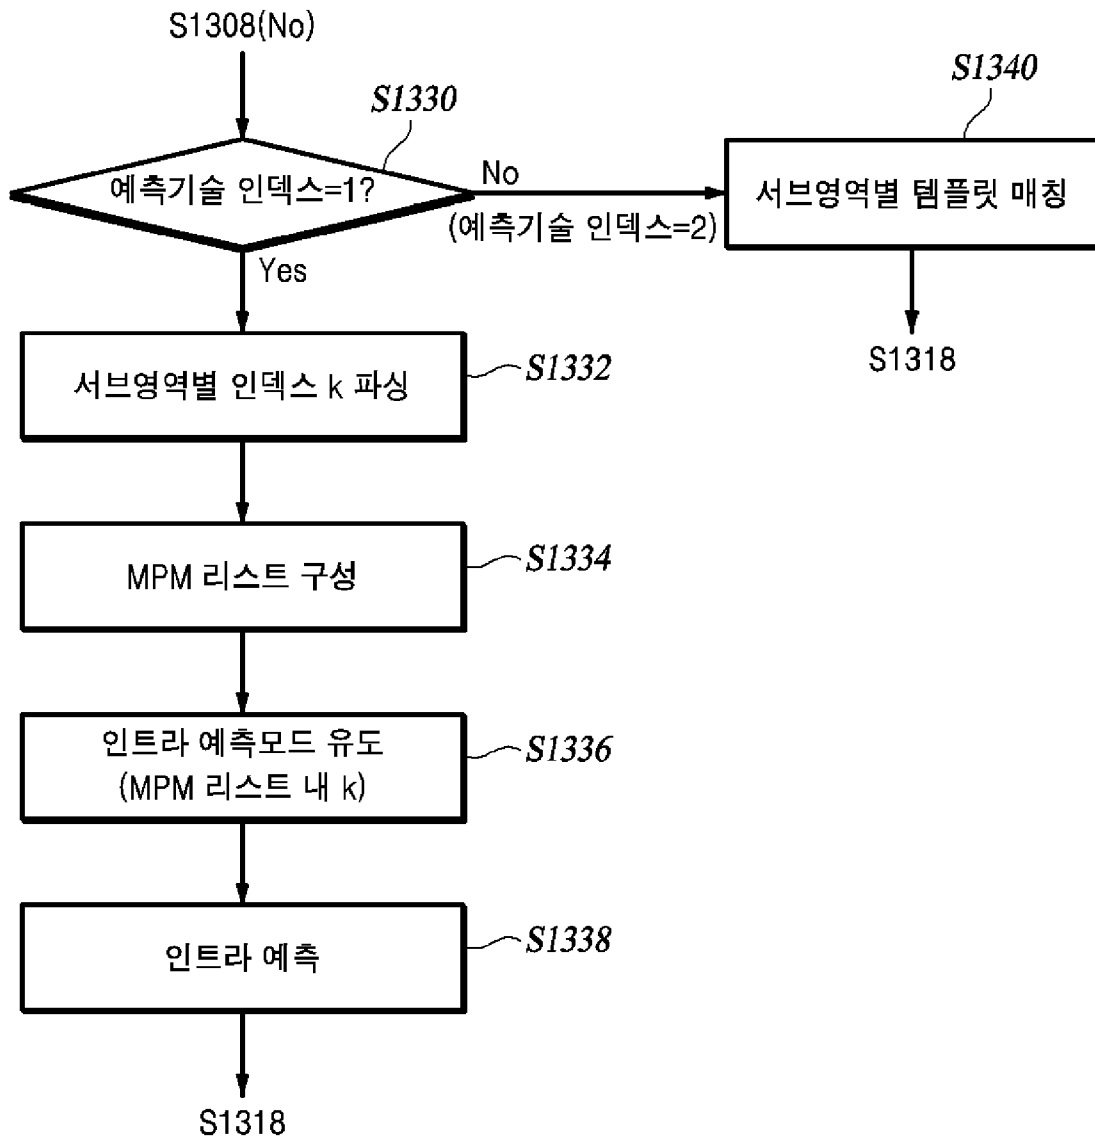 S1308(No)
S1330
S1340
예측기술 인덱스=1?
No
(예측기술 인덱스=2)
서브영역별 템플릿 매칭
Yes
S1318
서브영역별 인덱스 k 파싱
S1332
MPM 리스트 구성
S1334
인트라 예측모드 유도
(MPM 리스트 내 k)
S1336
인트라 예측
S1338
S1318